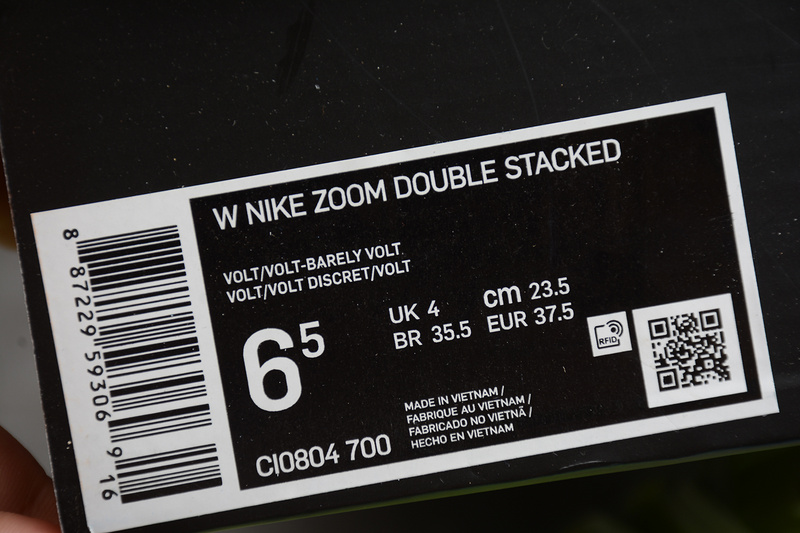 W NIKE ZOOM DOUBLE STACKED
VOLT/VOLT-BARELY VOLT
VOLT/VOLT DISCRET/VOLT
6 5
UK 4 cm 23.5
BR 35.5 EUR 37.5
RFID
CI0804 700
MADE IN VIETNAM /
FABRIQUE AU VIETNAM /
FABRICADO NO VIETNÃ /
HECHO EN VIETNAM
8 87229 59306 9 16